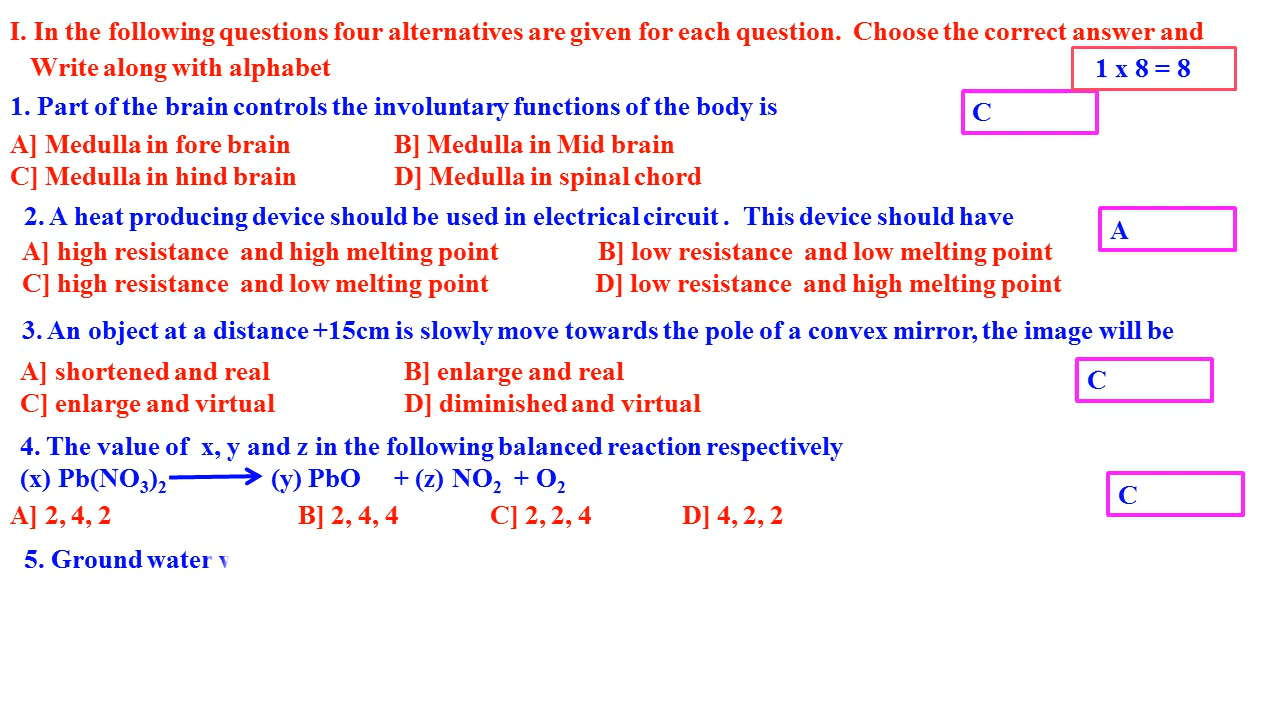 I. In the following questions four alternatives are given for each question. Choose the correct answer and
Write along with alphabet
1 x 8 = 8
1. Part of the brain controls the involuntary functions of the body is
C
A] Medulla in fore brain B] Medulla in Mid brain
C] Medulla in hind brain D] Medulla in spinal chord
2. A heat producing device should be used in electrical circuit . This device should have
A
A] high resistance and high melting point B] low resistance and low melting point
C] high resistance and low melting point D] low resistance and high melting point
3. An object at a distance +15cm is slowly move towards the pole of a convex mirror, the image will be
A] shortened and real B] enlarge and real
C
C] enlarge and virtual D] diminished and virtual
4. The value of x, y and z in the following balanced reaction respectively
(x) Pb(NO₃)₂ ⟶ (y) PbO + (z) NO₂ + O₂
C
A] 2, 4, 2 B] 2, 4, 4 C] 2, 2, 4 D] 4, 2, 2
5. Ground water